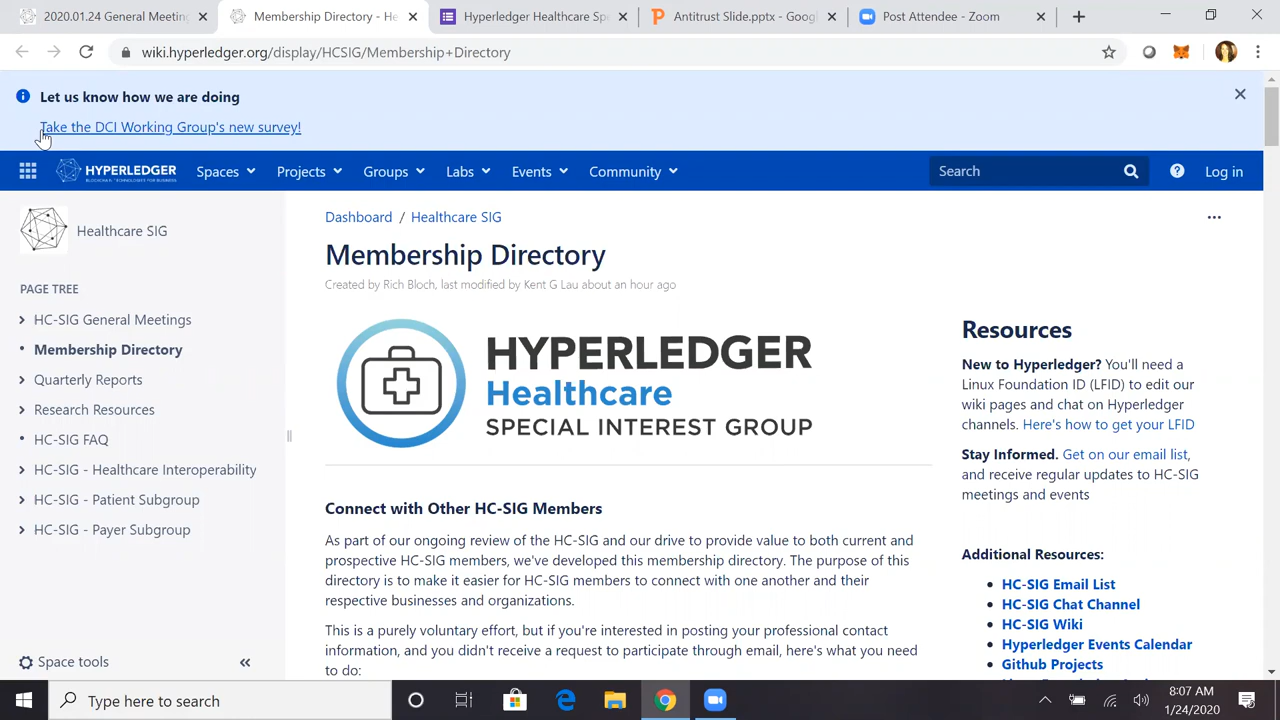 2020.01.24 General Meetin
Membership Directory - He
Hyperledger Healthcare Spe
Antitrust Slide.pptx - Googl
Post Attendee - Zoom
wiki.hyperledger.org/display/HCSIG/Membership+Directory
Let us know how we are doing
Take the DCI Working Group's new survey!
HYPERLEDGER
BLOCKCHAIN TECHNOLOGIES FOR BUSINESS
Spaces
Projects
Groups
Labs
Events
Community
Search
Log in
Healthcare SIG
PAGE TREE
HC-SIG General Meetings
Membership Directory
Quarterly Reports
Research Resources
HC-SIG FAQ
HC-SIG - Healthcare Interoperability
HC-SIG - Patient Subgroup
HC-SIG - Payer Subgroup
Space tools
Dashboard / Healthcare SIG
Membership Directory
Created by Rich Bloch, last modified by Kent G Lau about an hour ago
HYPERLEDGER
Healthcare
SPECIAL INTEREST GROUP
Connect with Other HC-SIG Members
As part of our ongoing review of the HC-SIG and our drive to provide value to both current and
prospective HC-SIG members, we've developed this membership directory. The purpose of this
directory is to make it easier for HC-SIG members to connect with one another and their
respective businesses and organizations.
This is a purely voluntary effort, but if you're interested in posting your professional contact
information, and you didn't receive a request to participate through email, here's what you need
to do:
Resources
New to Hyperledger? You'll need a
Linux Foundation ID (LFID) to edit our
wiki pages and chat on Hyperledger
channels. Here's how to get your LFID
Stay Informed. Get on our email list,
and receive regular updates to HC-SIG
meetings and events
Additional Resources:
HC-SIG Email List
HC-SIG Chat Channel
HC-SIG Wiki
Hyperledger Events Calendar
Github Projects
Type here to search
8:07 AM
1/24/2020